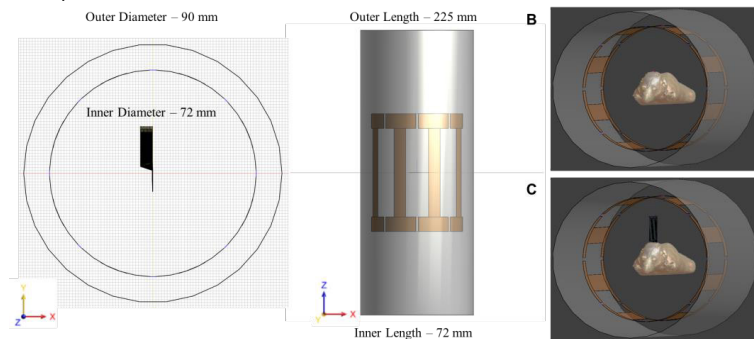 Outer Diameter – 90 mm
Outer Length – 225 mm
B
Inner Diameter – 72 mm
C
Y
Z
X
Z
Y
X
Inner Length – 72 mm